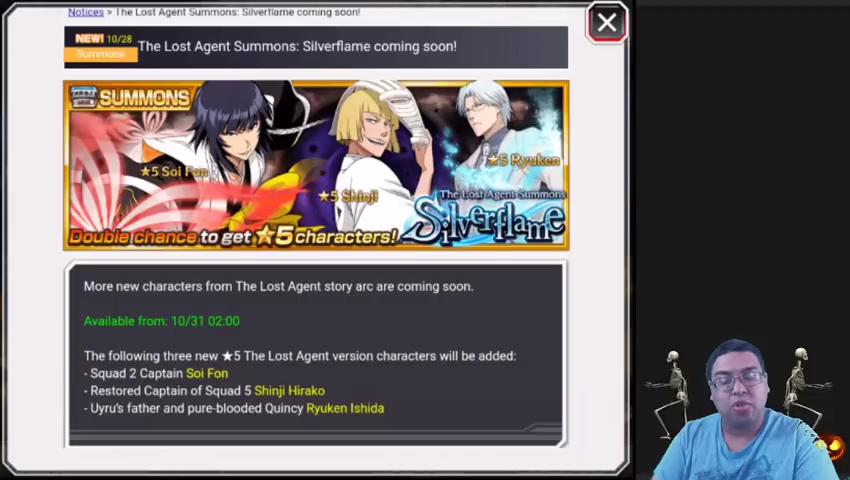 Notices > The Lost Agent Summons: Silverflame coming soon!
NEW! 10/28
Summons
The Lost Agent Summons: Silverflame coming soon!
SUMMONS
★5 Soi Fon
★5 Shinji
★5 Ryuken
The Lost Agent Summons
Silverflame
Double chance to get ★5 characters!
More new characters from The Lost Agent story arc are coming soon.
Available from: 10/31 02:00
The following three new ★5 The Lost Agent version characters will be added:
- Squad 2 Captain Soi Fon
- Restored Captain of Squad 5 Shinji Hirako
- Uyru's father and pure-blooded Quincy Ryuken Ishida